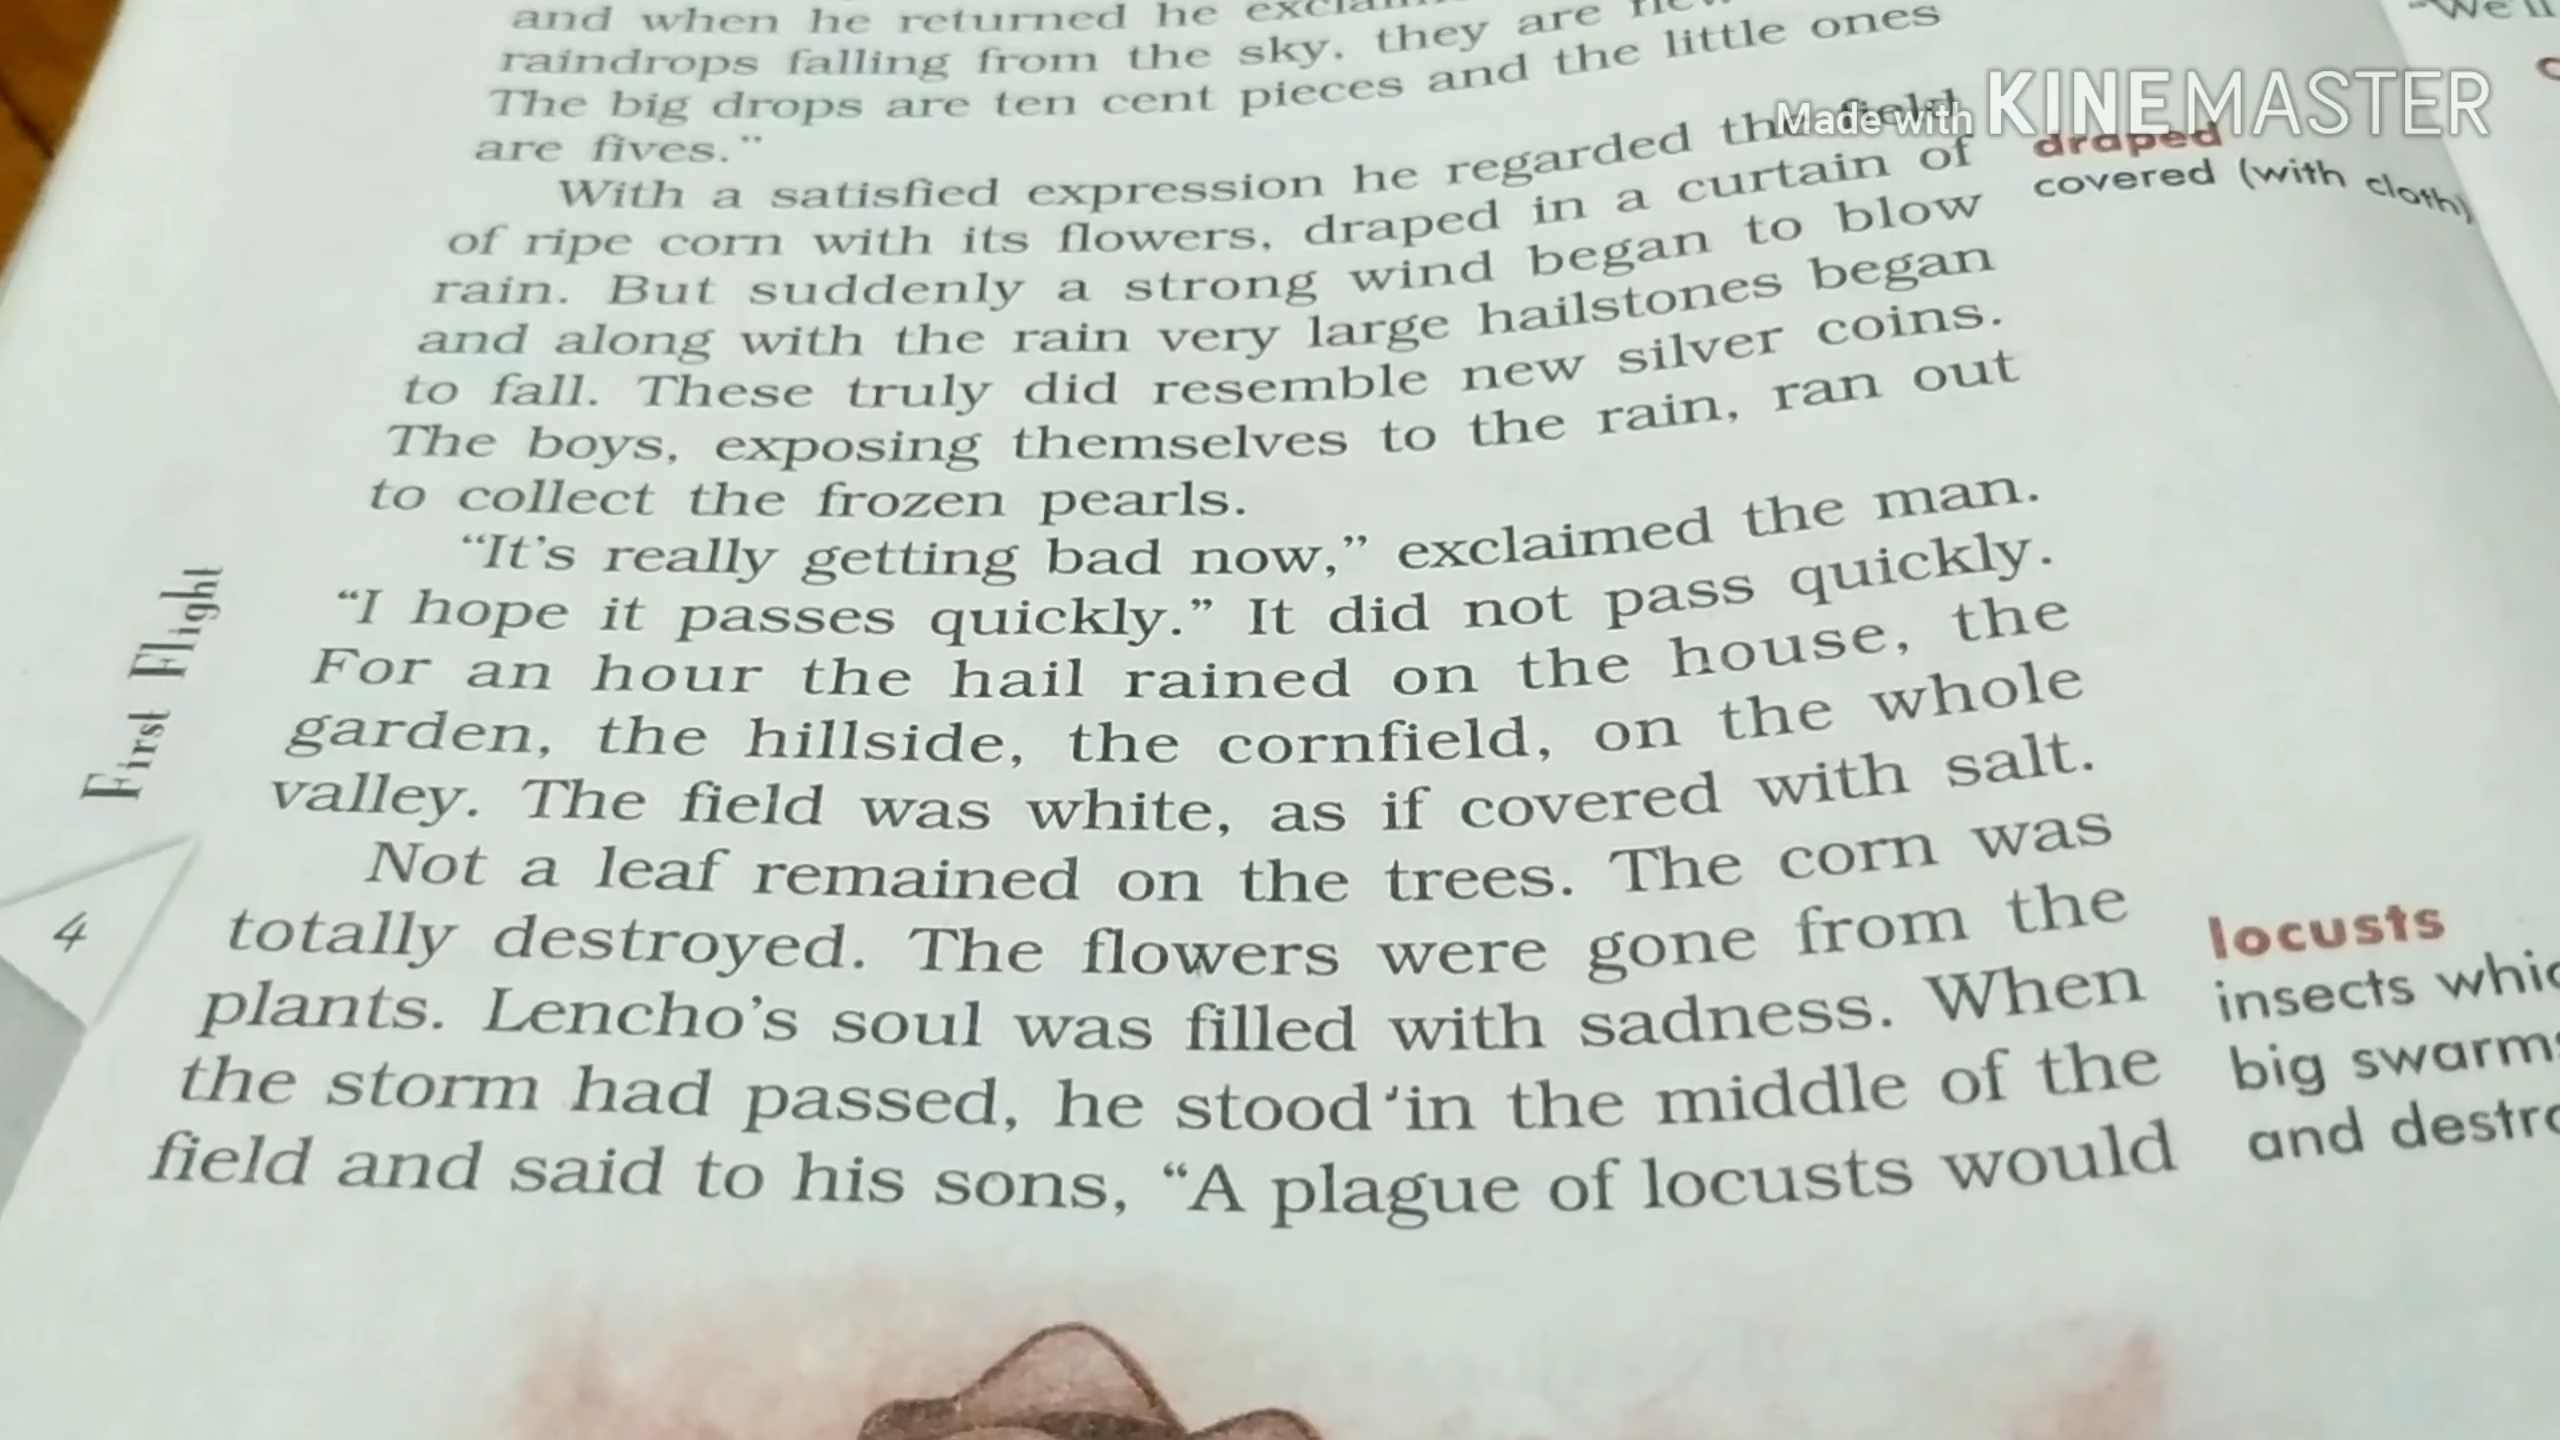 and when he returned he
raindrops falling from the sky, they are
The big drops are ten cent pieces and the little ones
are fives."
With a satisfied expression he regarded the field
of ripe corn with its flowers, draped in a curtain of
rain. But suddenly a strong wind began to blow
and along with the rain very large hailstones began
to fall. These truly did resemble new silver coins.
The boys, exposing themselves to the rain, ran out
to collect the frozen pearls.
"It's really getting bad now," exclaimed the man.
"I hope it passes quickly." It did not pass quickly.
For an hour the hail rained on the house, the
garden, the hillside, the cornfield, on the whole
valley. The field was white, as if covered with salt.
Not a leaf remained on the trees. The corn was
totally destroyed. The flowers were gone from the
plants. Lencho's soul was filled with sadness. When
the storm had passed, he stood in the middle of the
field and said to his sons, "A plague of locusts would
First Flight
4
Made with KINEMASTER
"We'll
draped
covered (with cloth)
locusts
insects
big
and